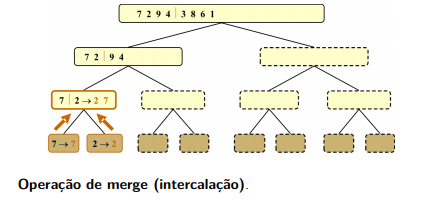 7 2 9 4 | 3 8 6 1
7 2 | 9 4
7 | 2 → 2 7
7 → 7 2 → 2
Operação de merge (intercalação).